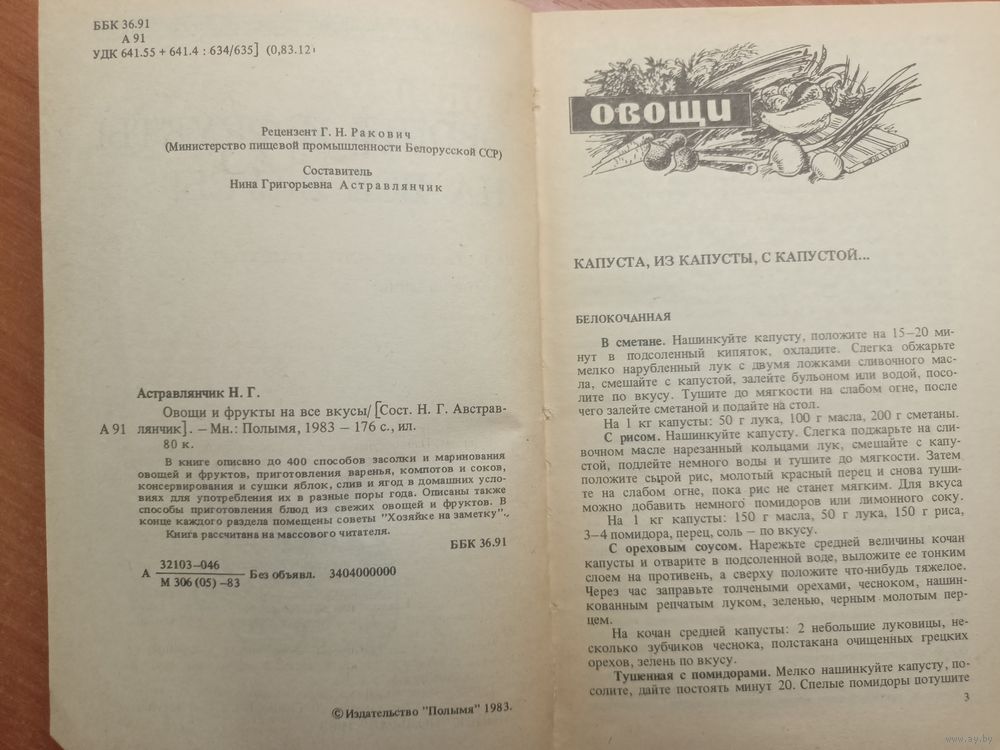 ББК 36.91
А 91
УДК 641.55 + 641.4 : 634/635] (0,83.12)
Рецензент Г. Н. Ракович
(Министерство пищевой промышленности Белорусской ССР)
Составитель
Нина Григорьевна Астравлянчик
Астравлянчик Н. Г.
Овощи и фрукты на все вкусы/ [Сост. Н. Г. Австрав-
А 91 лянчик]. – Мн.: Полымя, 1983 – 176 с., ил.
80 к.
В книге описано до 400 способов засолки и маринования
овощей и фруктов, приготовления варенья, компотов и соков,
консервирования и сушки яблок, слив и ягод в домашних усло-
виях для употребления их в разные поры года. Описаны также
способы приготовления блюд из свежих овощей и фруктов. В
конце каждого раздела помещены советы "Хозяйке на заметку".
Книга рассчитана на массового читателя.
ББК 36.91
А 32103–046
М 306 (05) –83 Без объявл. 3404000000
© Издательство "Полымя" 1983.
ОВОЩИ
КАПУСТА, ИЗ КАПУСТЫ, С КАПУСТОЙ...
БЕЛОКОЧАННАЯ
В сметане. Нашинкуйте капусту, положите на 15–20 ми-
нут в подсоленный кипяток, охладите. Слегка обжарьте
мелко нарубленный лук с двумя ложками сливочного мас-
ла, смешайте с капустой, залейте бульоном или водой, посо-
лите по вкусу. Тушите до мягкости на слабом огне, после
чего залейте сметаной и подайте на стол.
На 1 кг капусты: 50 г лука, 100 г масла, 200 г сметаны.
С рисом. Нашинкуйте капусту. Слегка поджарьте на сли-
вочном масле нарезанный кольцами лук, смешайте с капу-
стой, подлейте немного воды и тушите до мягкости. Затем
положите сырой рис, молотый красный перец и снова туши-
те на слабом огне, пока рис не станет мягким. Для вкуса
можно добавить немного помидоров или лимонного соку.
На 1 кг капусты: 150 г масла, 50 г лука, 150 г риса,
3–4 помидора, перец, соль – по вкусу.
С ореховым соусом. Нарежьте средней величины кочан
капусты и отварите в подсоленной воде, выложите ее тонким
слоем на противень, а сверху положите что-нибудь тяжелое.
Через час заправьте толчеными орехами, чесноком, нашин-
кованным репчатым луком, зеленью, черным молотым пер-
цем.
На кочан средней капусты: 2 небольшие луковицы, не-
сколько зубчиков чеснока, полстакана очищенных грецких
орехов, зелень по вкусу.
Тушенная с помидорами. Мелко нашинкуйте капусту, по-
солите, дайте постоять минут 20. Спелые помидоры потушите
3
www.ay.by